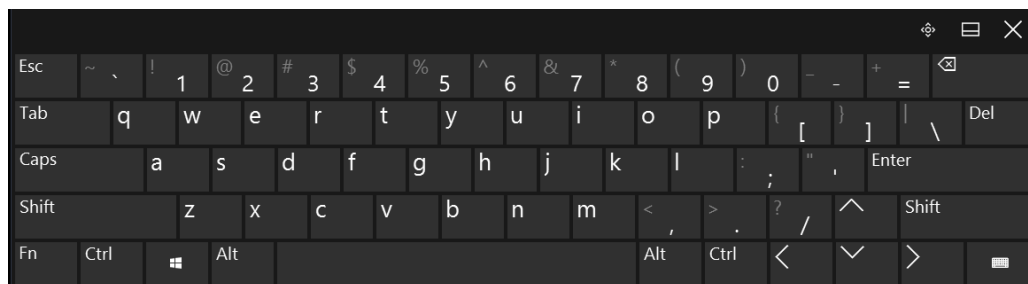 Esc ~ ` ! 1 @ 2 # 3 $ 4 % 5 ^ 6 & 7 * 8 ( 9 ) 0 _ - + =
Tab q w e r t y u i o p { [ } ] | \ Del
Caps a s d f g h j k l : ; " ' Enter
Shift z x c v b n m < , > . ? / Shift
Fn Ctrl Alt Alt Ctrl